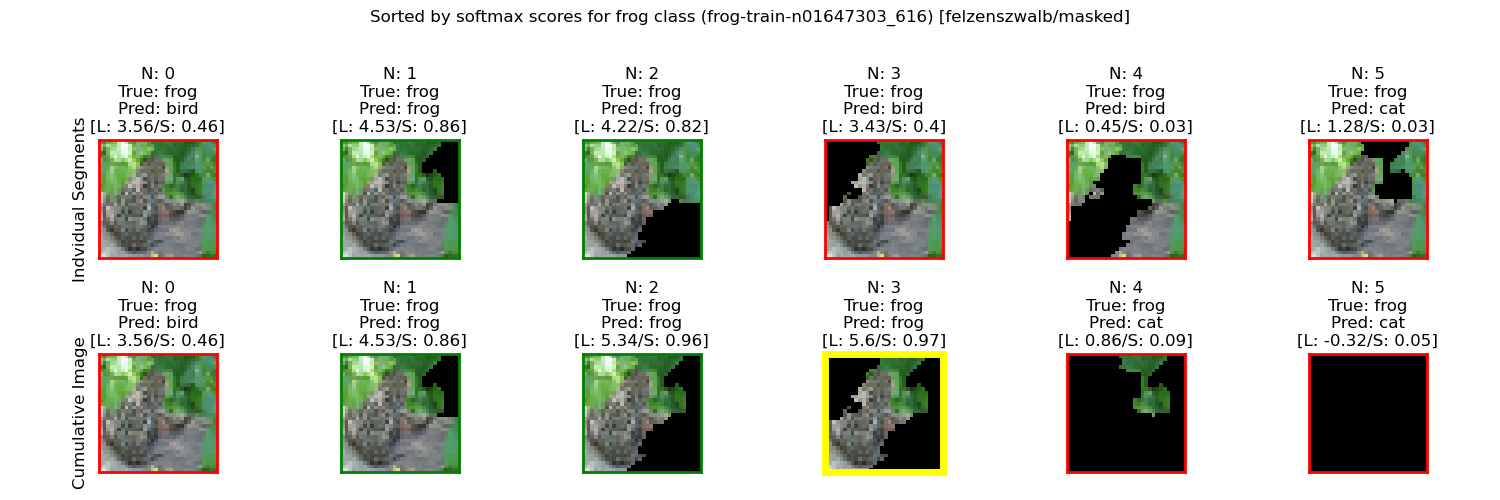 Sorted by softmax scores for frog class (frog-train-n01647303_616) [felzenszwalb/masked]
Indvidual Segments
N: 0
True: frog
Pred: bird
[L: 3.56/S: 0.46]
N: 1
True: frog
Pred: frog
[L: 4.53/S: 0.86]
N: 2
True: frog
Pred: frog
[L: 4.22/S: 0.82]
N: 3
True: frog
Pred: bird
[L: 3.43/S: 0.4]
N: 4
True: frog
Pred: bird
[L: 0.45/S: 0.03]
N: 5
True: frog
Pred: cat
[L: 1.28/S: 0.03]
Cumulative Image
N: 0
True: frog
Pred: bird
[L: 3.56/S: 0.46]
N: 1
True: frog
Pred: frog
[L: 4.53/S: 0.86]
N: 2
True: frog
Pred: frog
[L: 5.34/S: 0.96]
N: 3
True: frog
Pred: frog
[L: 5.6/S: 0.97]
N: 4
True: frog
Pred: cat
[L: 0.86/S: 0.09]
N: 5
True: frog
Pred: cat
[L: -0.32/S: 0.05]